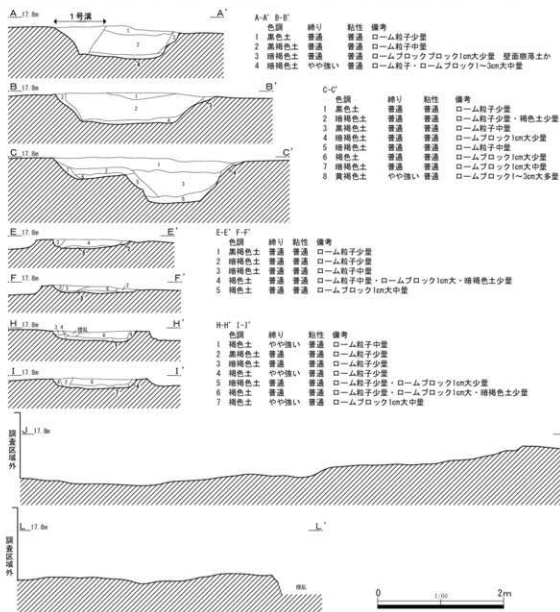 A 17.8m 1号溝 A'
1
2
3
4
A-A' B-B'
色調 締り 粘性 備考
1 黒色土 普通 普通 ローム粒子少量
2 黒褐色土 普通 普通 ローム粒子中量
3 暗褐色土 普通 普通 ロームブロックブロック1cm大少量 壁面崩落土か
4 暗褐色土 やや強い 普通 ローム粒子・ロームブロック1～3cm大中量
B 17.8m B'
C-C'
色調 締り 粘性 備考
1 黒色土 普通 普通 ローム粒子少量
2 暗褐色土 普通 普通 ローム粒子少量・褐色土少量
3 黒褐色土 普通 普通 ローム粒子中量
4 暗褐色土 普通 普通 ロームブロック1cm大少量
5 暗褐色土 普通 普通 ローム粒子中量
6 褐色土 普通 普通 ロームブロック1cm大少量
7 暗褐色土 普通 普通 ロームブロック1cm大中量
8 黄褐色土 やや強い 普通 ロームブロック1～3cm大多量
C 17.8m C'
E 17.8m E'
E-E' F-F'
色調 締り 粘性 備考
1 黒褐色土 普通 普通 ローム粒子少量
2 暗褐色土 普通 普通 ローム粒子少量
3 暗褐色土 普通 普通 ローム粒子中量
4 褐色土 普通 普通 ローム粒子中量・ロームブロック1cm大・暗褐色土少量
5 褐色土 普通 普通 ロームブロック1cm大中量
F 17.8m F'
H 17.8m 攪乱 H'
H-H' I-I'
色調 締り 粘性 備考
1 褐色土 やや強い 普通 ローム粒子中量
2 黒褐色土 普通 普通 ローム粒子少量
3 暗褐色土 普通 普通 ローム粒子少量
4 褐色土 やや強い 普通 ローム粒子少量
5 暗褐色土 普通 普通 ローム粒子少量・ロームブロック1cm大少量
6 褐色土 普通 普通 ローム粒子少量・ロームブロック1cm大・暗褐色土少量
7 褐色土 やや強い 普通 ロームブロック1cm大中量
I 17.8m I'
調査区域外
J 17.8m
調査区域外
L 17.8m L'
攪乱
0 1/60 2m